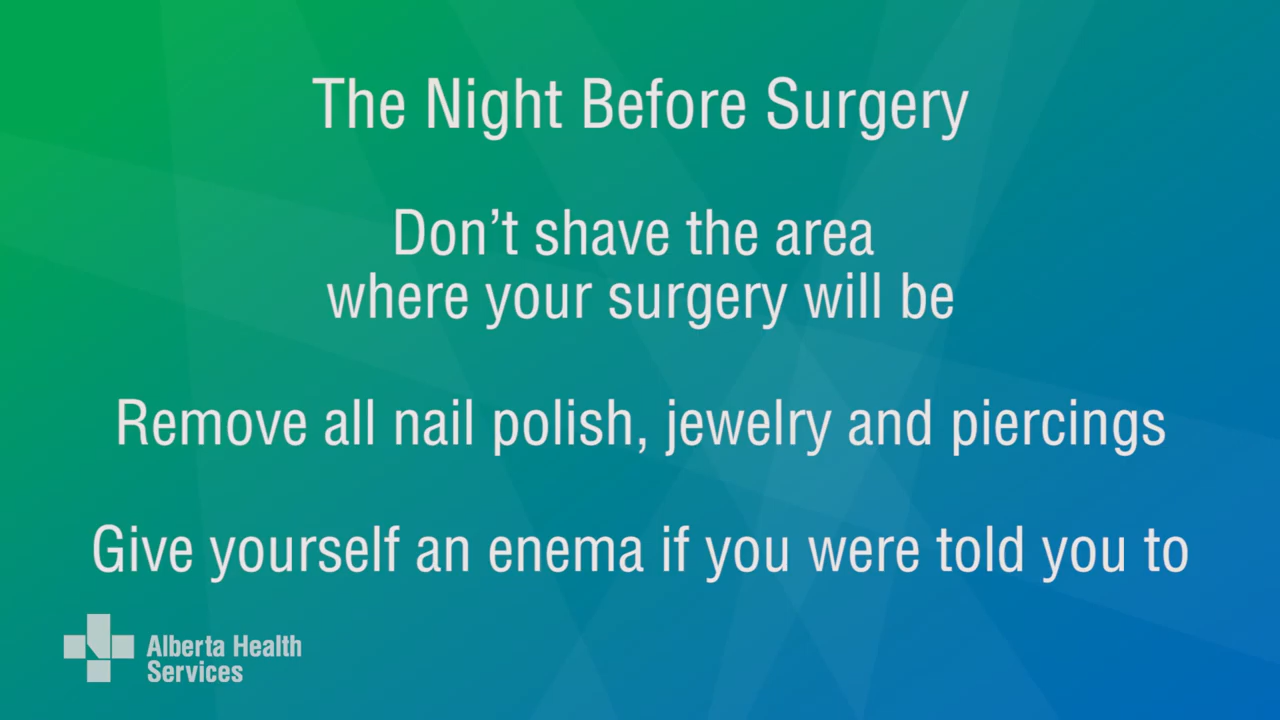 The Night Before Surgery
Don’t shave the area
where your surgery will be
Remove all nail polish, jewelry and piercings
Give yourself an enema if you were told you to
Alberta Health
Services